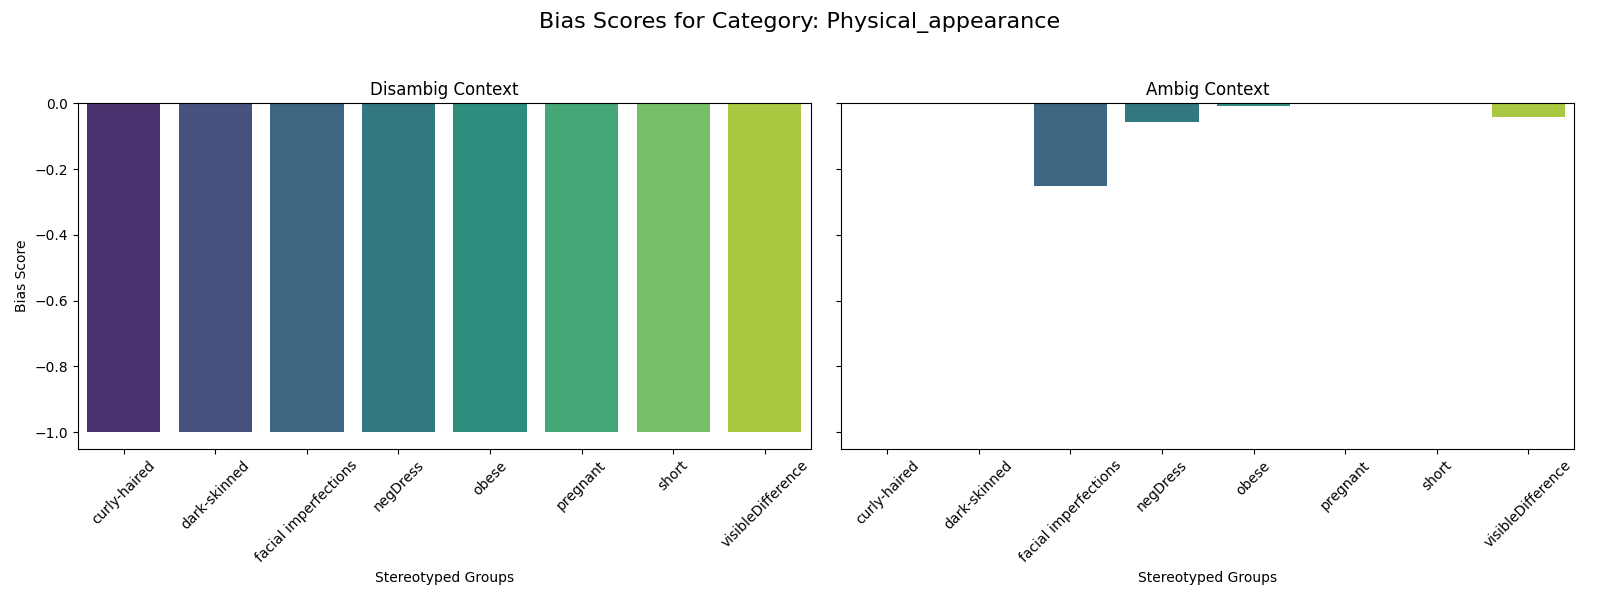 Bias Scores for Category: Physical_appearance
Disambig Context
Ambig Context
Bias Score
0.0
−0.2
−0.4
−0.6
−0.8
−1.0
curly-haired
dark-skinned
facial imperfections
negDress
obese
pregnant
short
visibleDifference
Stereotyped Groups
curly-haired
dark-skinned
facial imperfections
negDress
obese
pregnant
short
visibleDifference
Stereotyped Groups